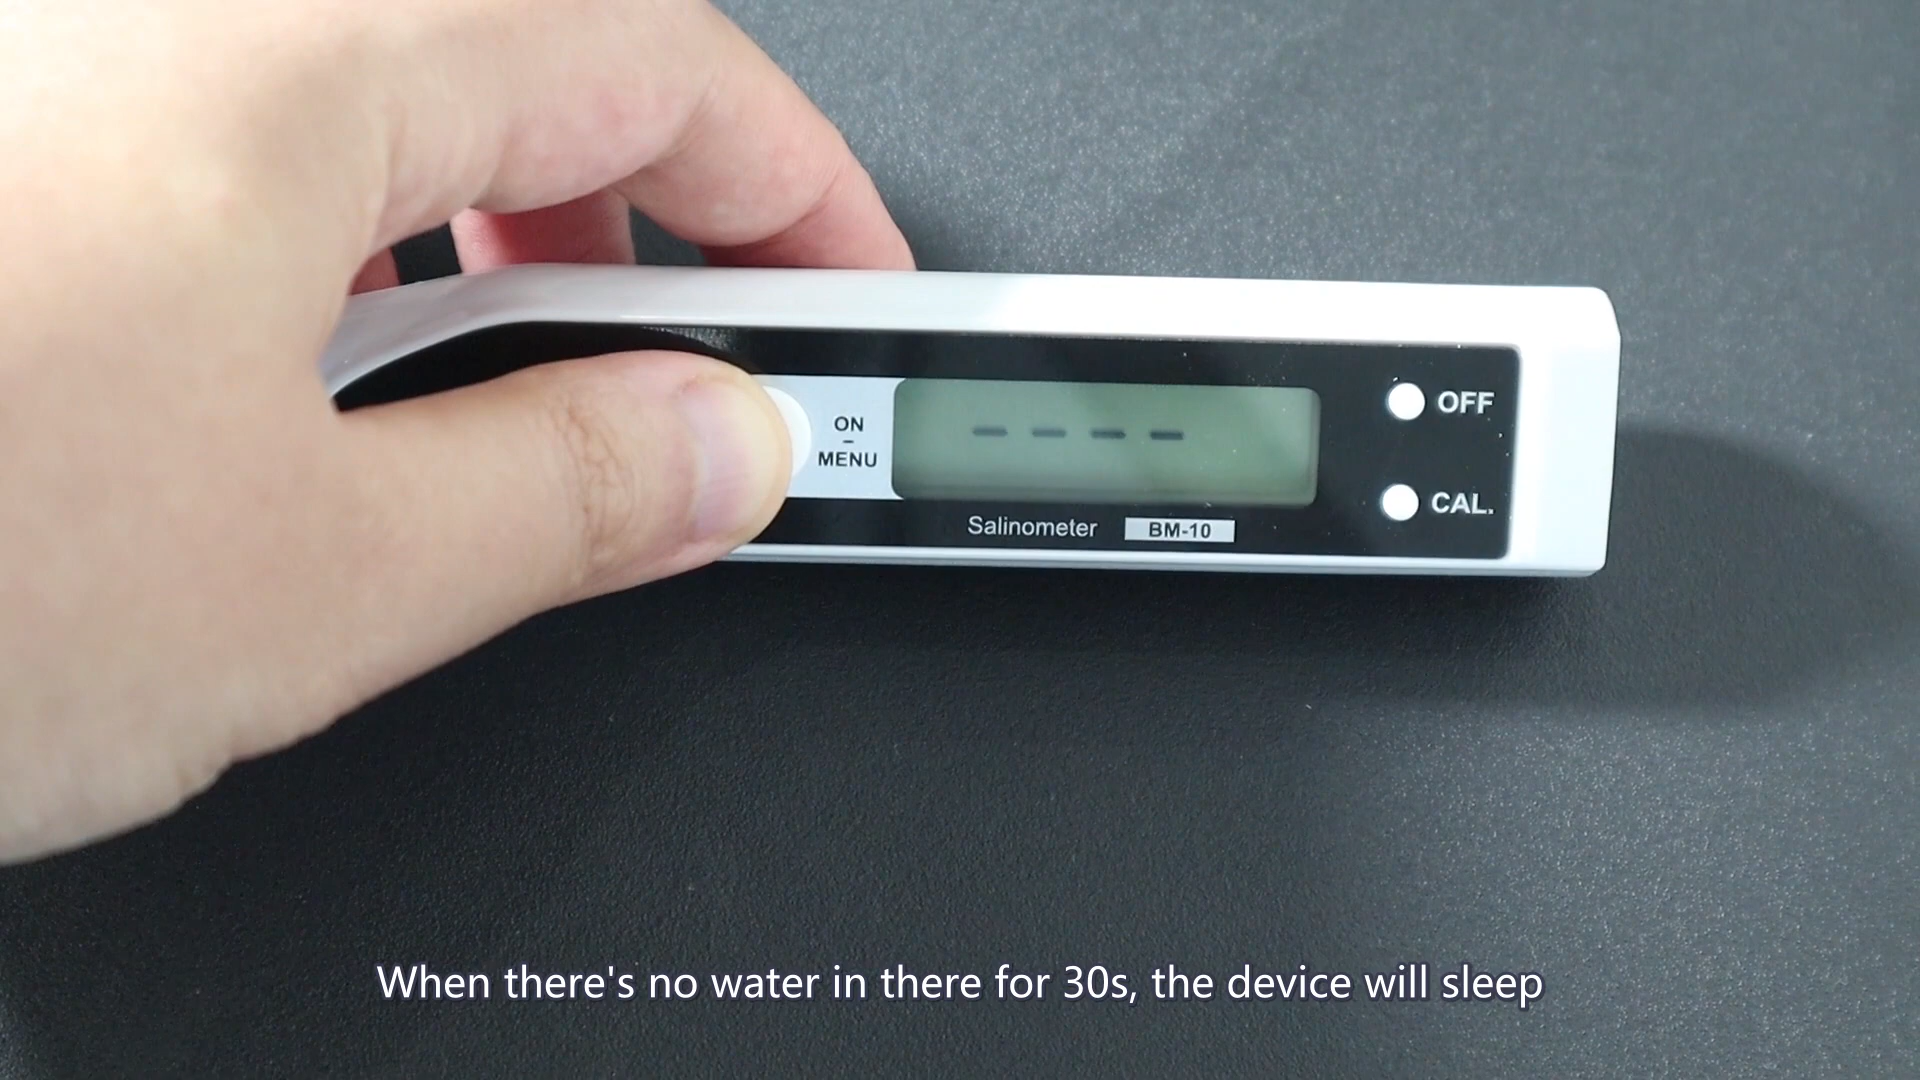 ON
–
MENU
- - - -
OFF
CAL.
Salinometer BM-10
When there's no water in there for 30s, the device will sleep